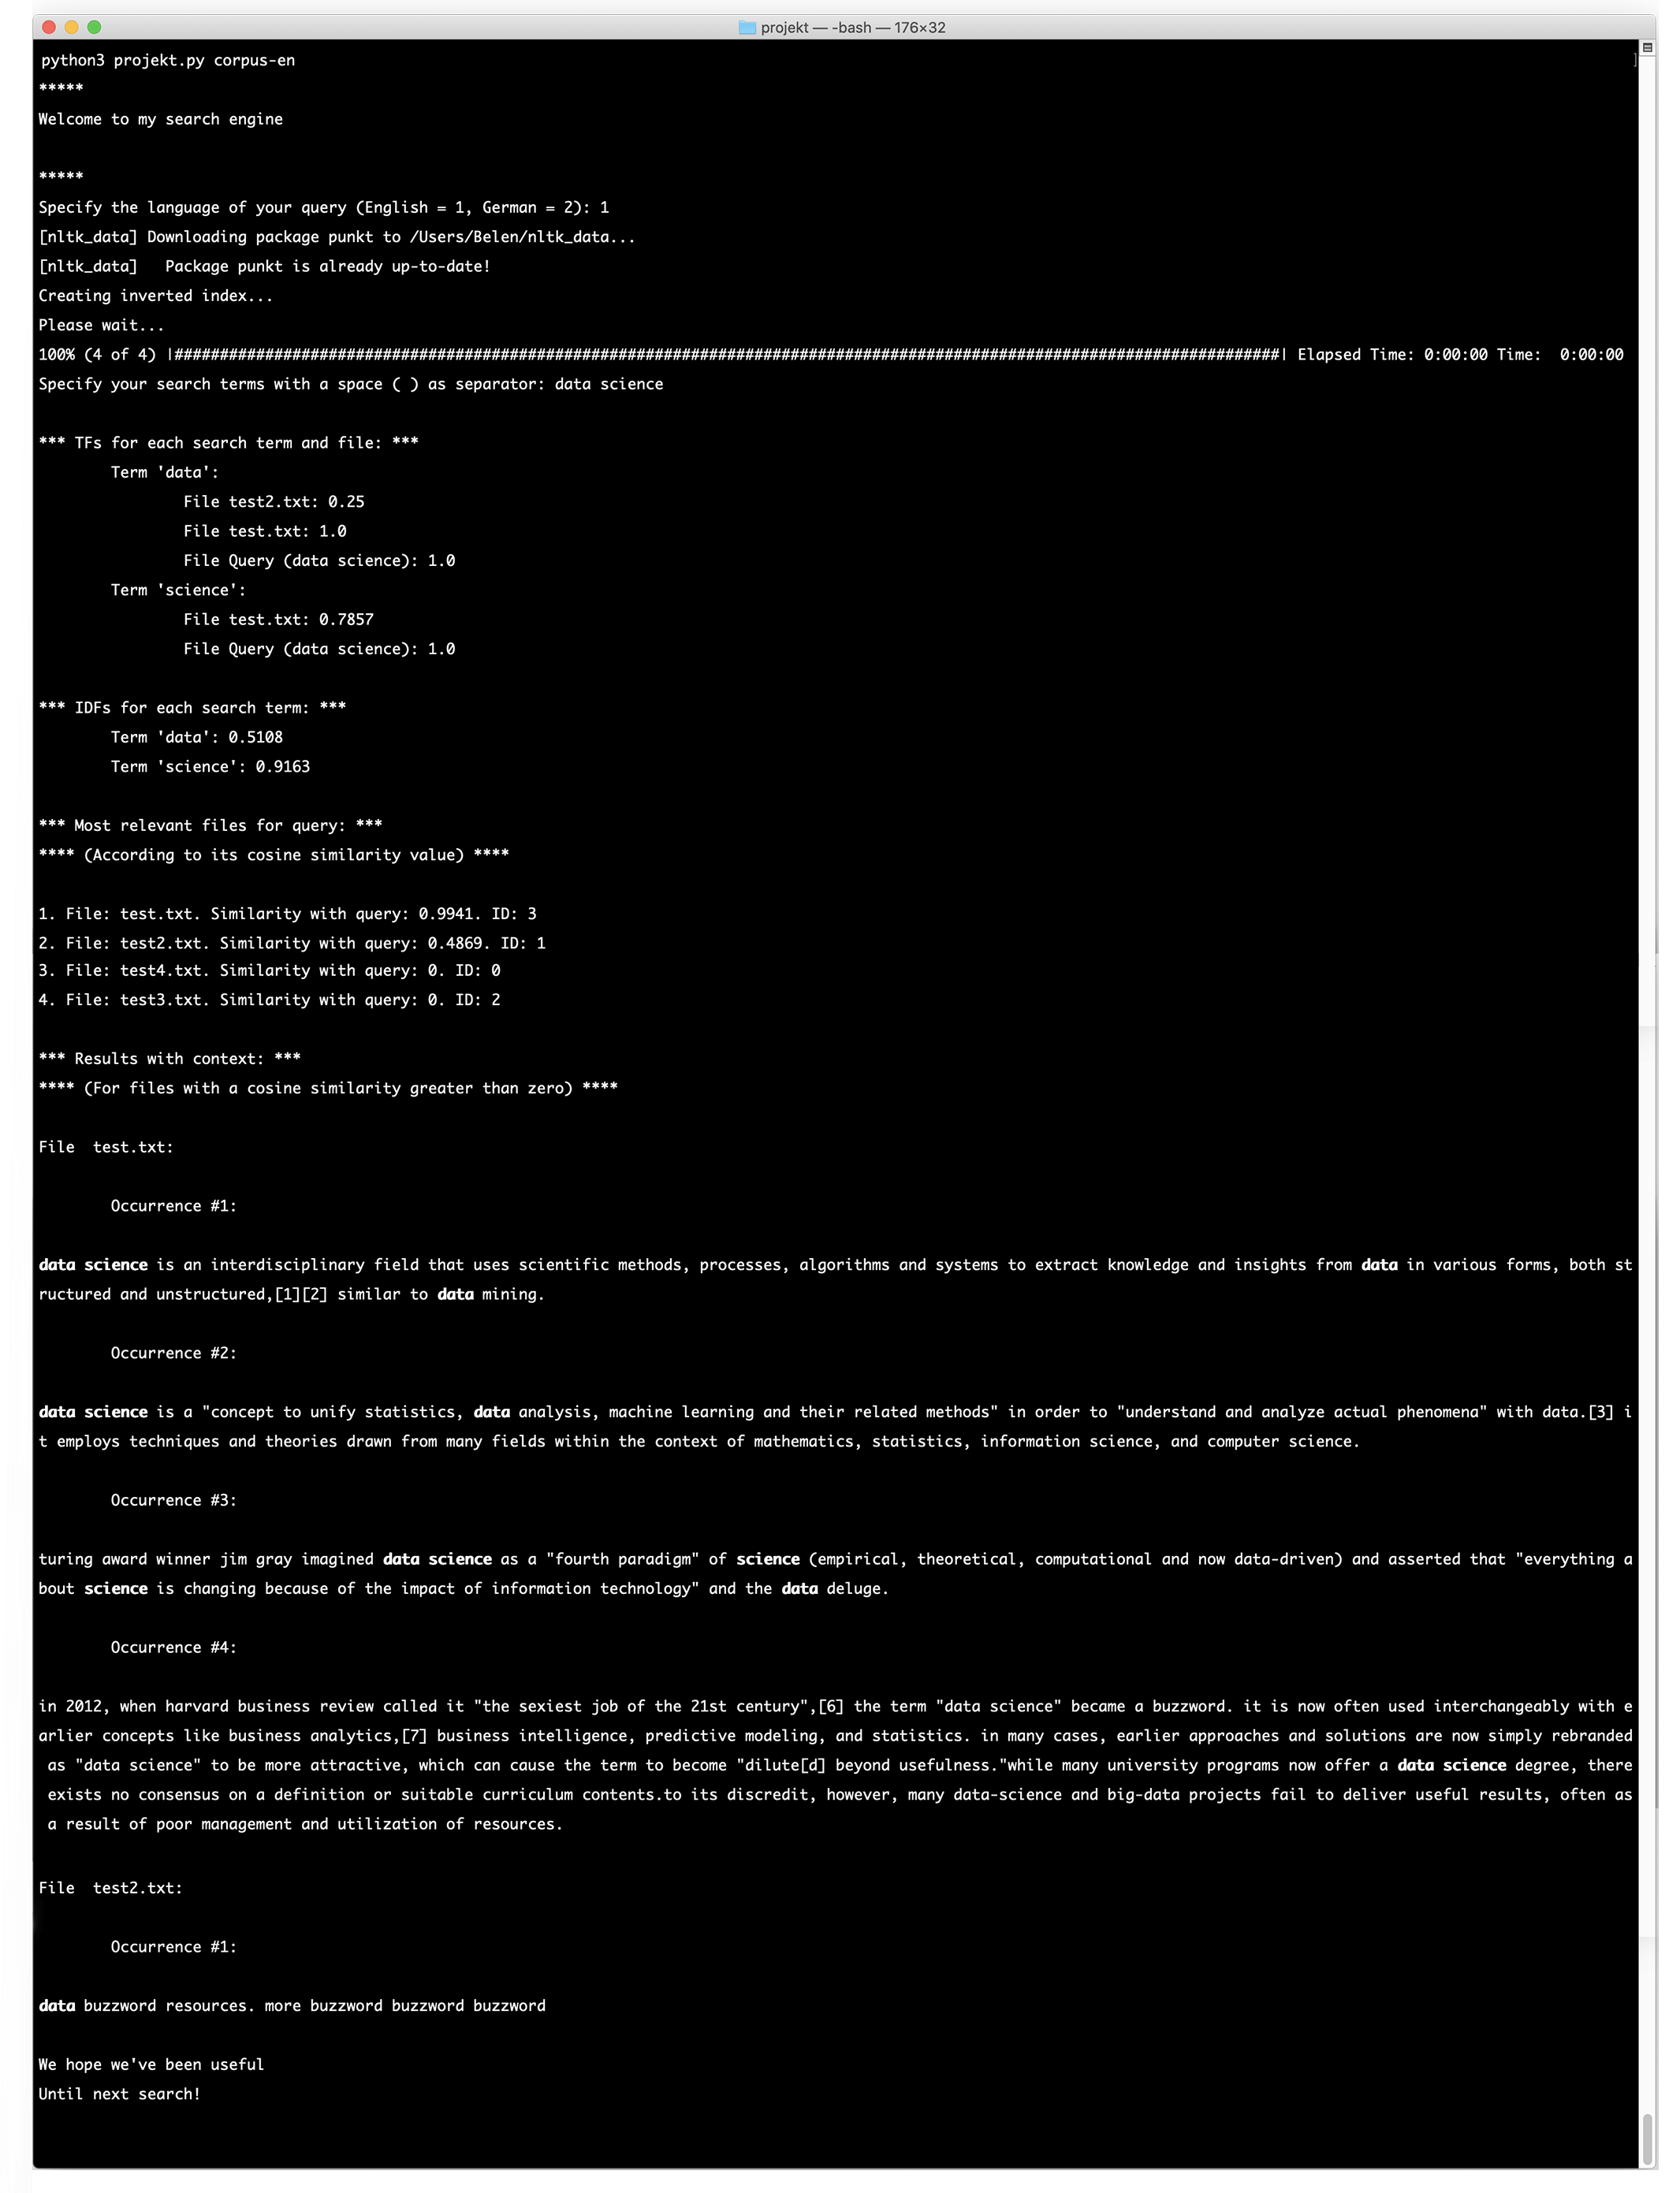 projekt — -bash — 176×32
python3 projekt.py corpus-en
*****
Welcome to my search engine
*****
Specify the language of your query (English = 1, German = 2): 1
[nltk_data] Downloading package punkt to /Users/Belen/nltk_data...
[nltk_data]   Package punkt is already up-to-date!
Creating inverted index...
Please wait...
100% (4 of 4) |##########################################################################################################################| Elapsed Time: 0:00:00 Time:  0:00:00
Specify your search terms with a space ( ) as separator: data science
*** TFs for each search term and file: ***
        Term 'data':
                File test2.txt: 0.25
                File test.txt: 1.0
                File Query (data science): 1.0
        Term 'science':
                File test.txt: 0.7857
                File Query (data science): 1.0
*** IDFs for each search term: ***
        Term 'data': 0.5108
        Term 'science': 0.9163
*** Most relevant files for query: ***
**** (According to its cosine similarity value) ****
1. File: test.txt. Similarity with query: 0.9941. ID: 3
2. File: test2.txt. Similarity with query: 0.4869. ID: 1
3. File: test4.txt. Similarity with query: 0. ID: 0
4. File: test3.txt. Similarity with query: 0. ID: 2
*** Results with context: ***
**** (For files with a cosine similarity greater than zero) ****
File  test.txt:
        Occurrence #1:
data science is an interdisciplinary field that uses scientific methods, processes, algorithms and systems to extract knowledge and insights from data in various forms, both st
ructured and unstructured,[1][2] similar to data mining.
        Occurrence #2:
data science is a "concept to unify statistics, data analysis, machine learning and their related methods" in order to "understand and analyze actual phenomena" with data.[3] i
t employs techniques and theories drawn from many fields within the context of mathematics, statistics, information science, and computer science.
        Occurrence #3:
turing award winner jim gray imagined data science as a "fourth paradigm" of science (empirical, theoretical, computational and now data-driven) and asserted that "everything a
bout science is changing because of the impact of information technology" and the data deluge.
        Occurrence #4:
in 2012, when harvard business review called it "the sexiest job of the 21st century",[6] the term "data science" became a buzzword. it is now often used interchangeably with e
arlier concepts like business analytics,[7] business intelligence, predictive modeling, and statistics. in many cases, earlier approaches and solutions are now simply rebranded
 as "data science" to be more attractive, which can cause the term to become "dilute[d] beyond usefulness."while many university programs now offer a data science degree, there
 exists no consensus on a definition or suitable curriculum contents.to its discredit, however, many data-science and big-data projects fail to deliver useful results, often as
 a result of poor management and utilization of resources.
File  test2.txt:
        Occurrence #1:
data buzzword resources. more buzzword buzzword buzzword
We hope we've been useful
Until next search!